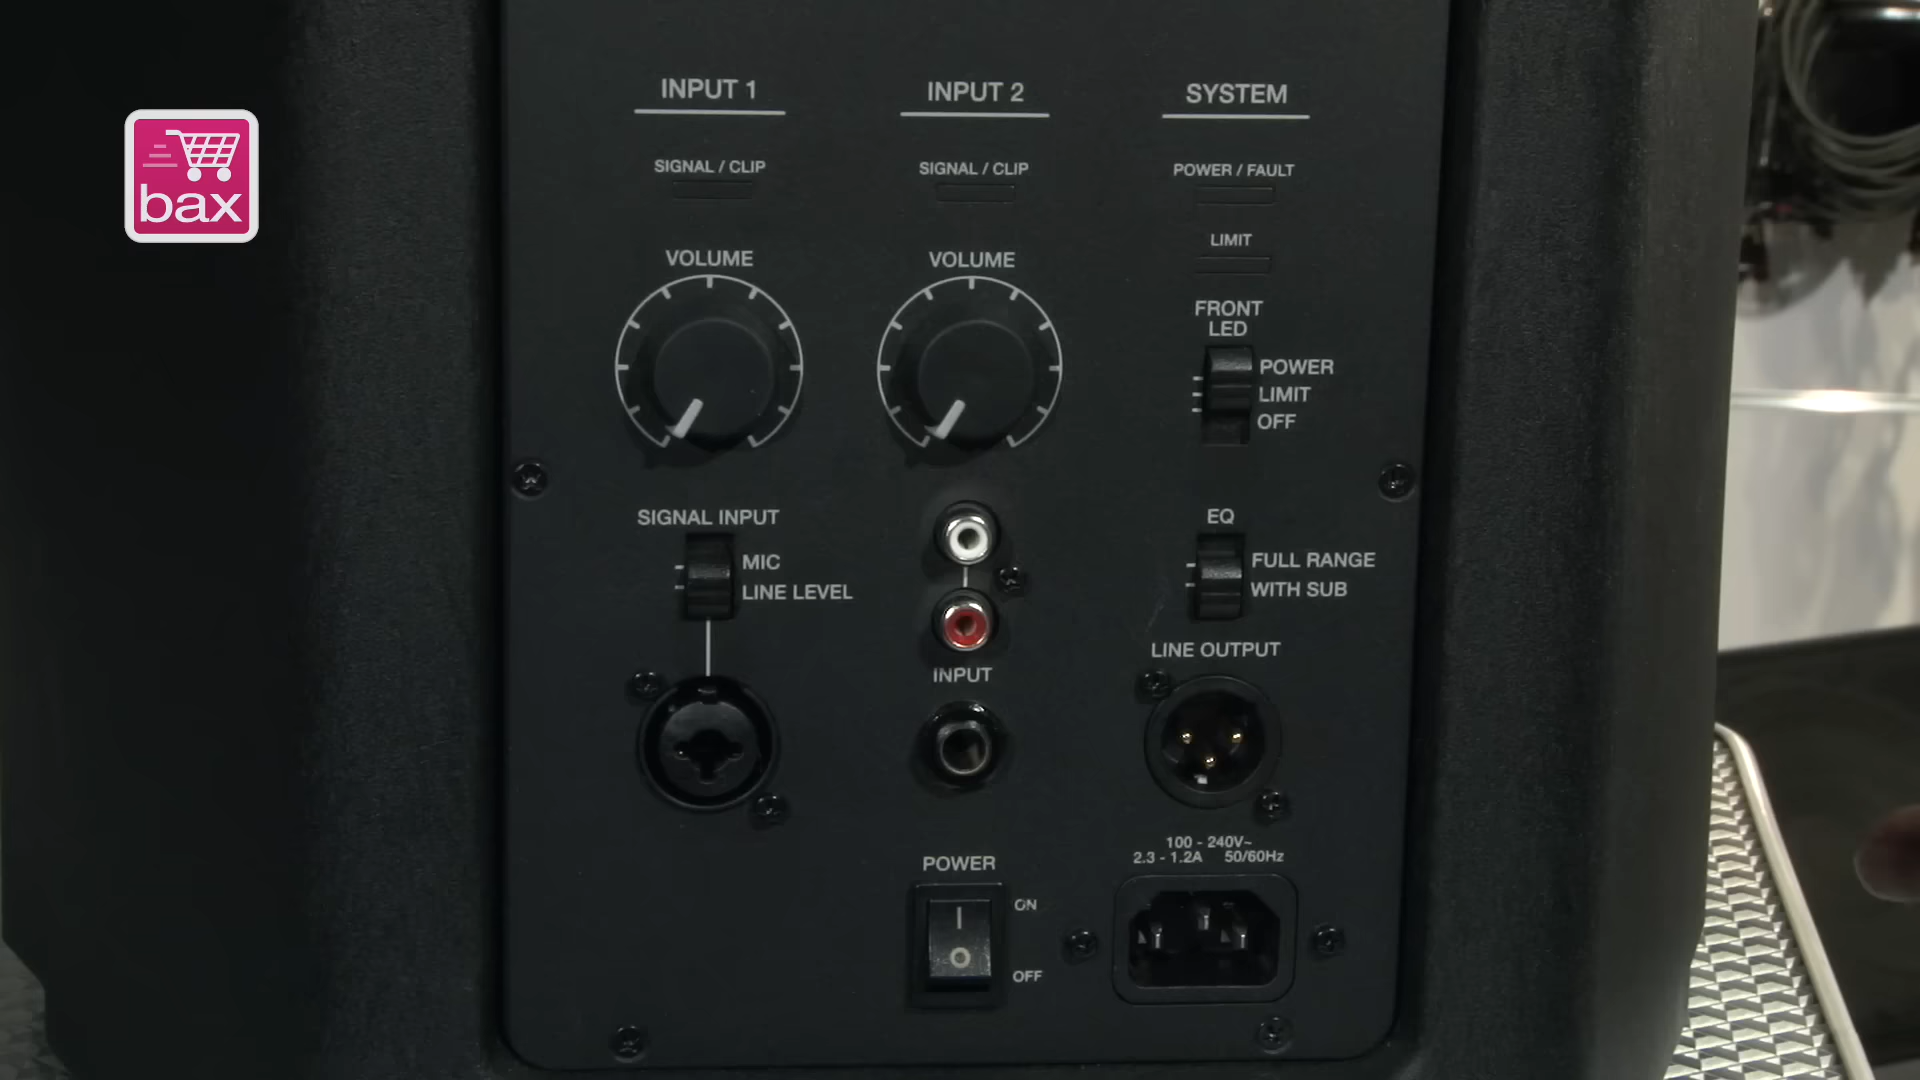 bax
INPUT 1
SIGNAL / CLIP
VOLUME
SIGNAL INPUT
MIC
LINE LEVEL
INPUT 2
SIGNAL / CLIP
VOLUME
INPUT
POWER
I
O
ON
OFF
SYSTEM
POWER / FAULT
LIMIT
FRONT
LED
POWER
LIMIT
OFF
EQ
FULL RANGE
WITH SUB
LINE OUTPUT
100 - 240V~
2.3 - 1.2A 50/60Hz